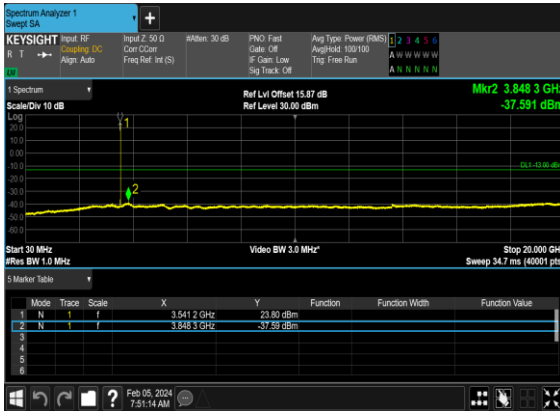 Spectrum Analyzer 1
Swept SA
+
KEYSIGHT Input: RF Input Z: 50 Ω #Atten: 30 dB PNO: Fast Avg Type: Power (RMS) 1 2 3 4 5 6
R T Coupling: DC Corr CCorr Gate: Off Avg|Hold: 100/100 A W W W W W
Align: Auto Freq Ref: Int (S) IF Gain: Low Trig: Free Run
Sig Track: Off A N N N N N
1 Spectrum Ref Lvl Offset 15.87 dB Mkr2 3.848 3 GHz
Scale/Div 10 dB Ref Level 30.00 dBm -37.591 dBm
Log
20.0
10.0
0.00
-10.0
-20.0
-30.0
-40.0
-50.0
-60.0
1
2
DL1 -13.00 dBm
Start 30 MHz Video BW 3.0 MHz* Stop 20.000 GHz
#Res BW 1.0 MHz Sweep 34.7 ms (40001 pts)
5 Marker Table
Mode Trace Scale X Y Function Function Width Function Value
1 N 1 f 3.541 2 GHz 23.80 dBm
2 N 1 f 3.848 3 GHz -37.59 dBm
3
4
5
6
? Feb 05, 2024
7:51:14 AM